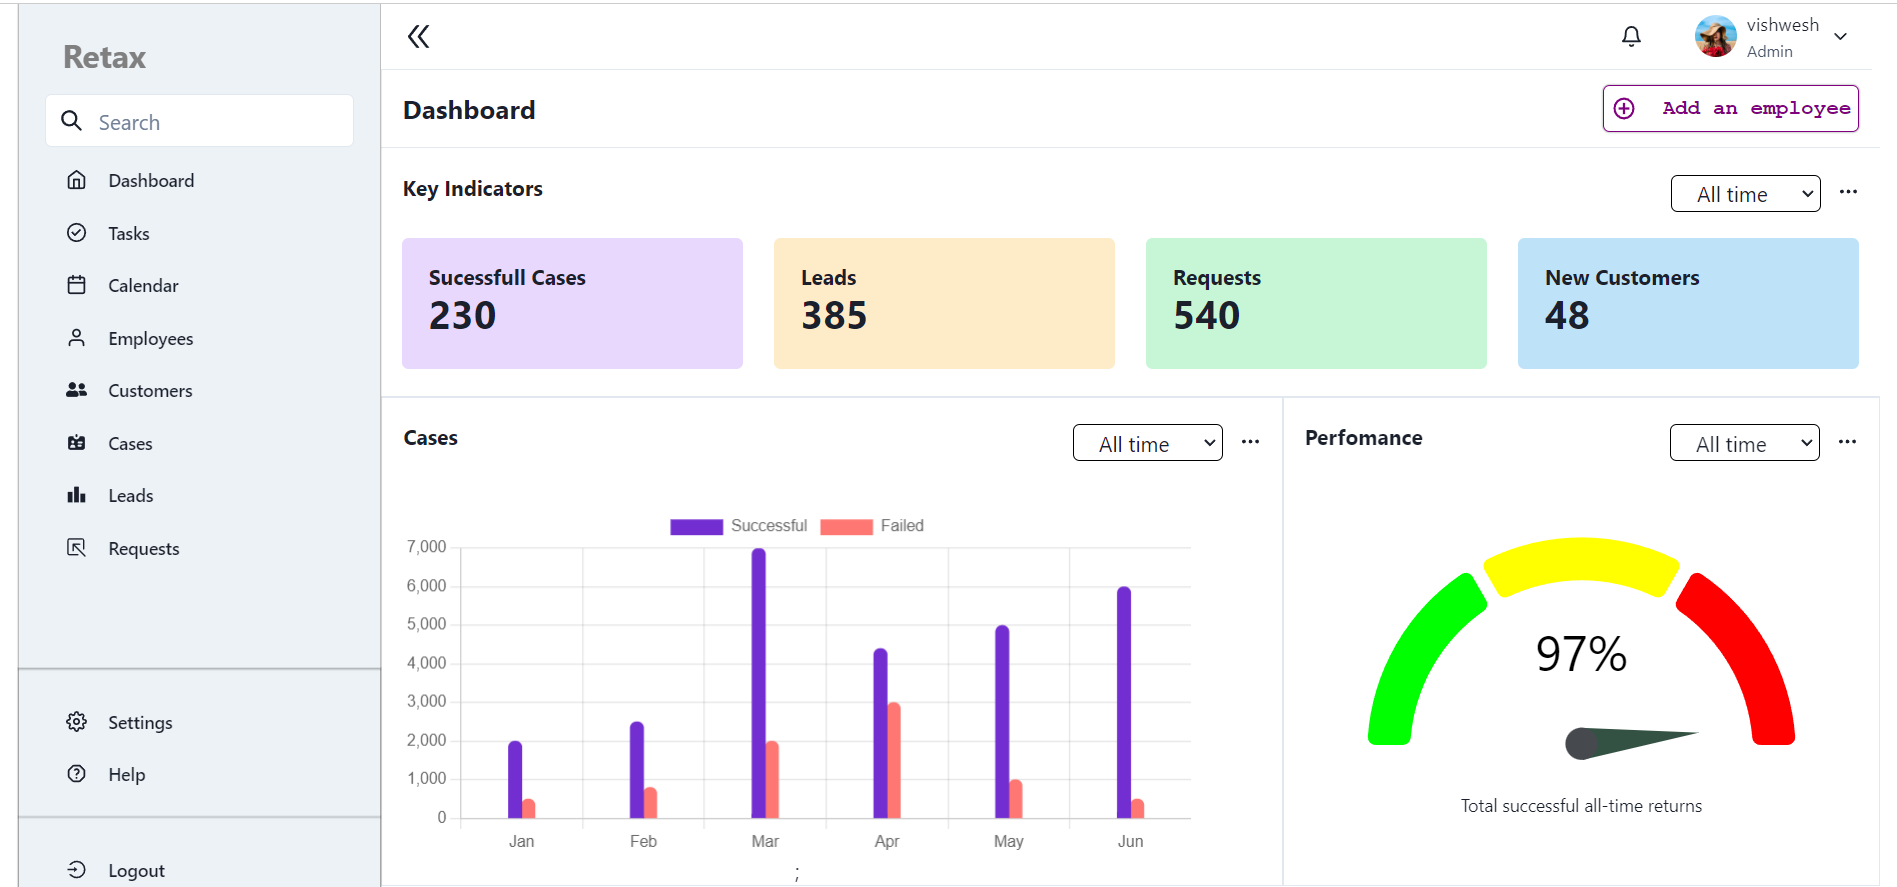 Retax
Search
Dashboard
Tasks
Calendar
Employees
Customers
Cases
Leads
Requests
Settings
Help
Logout
vishwesh
Admin
Dashboard
Add an employee
Key Indicators
All time
Sucessfull Cases
230
Leads
385
Requests
540
New Customers
48
Cases
All time
Successful Failed
7,000
6,000
5,000
4,000
3,000
2,000
1,000
0
Jan Feb Mar Apr May Jun
;
Perfomance
All time
97%
Total successful all-time returns